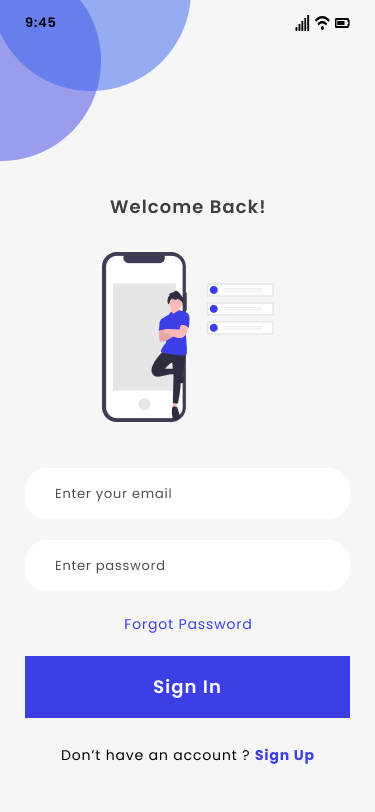 9:45
Welcome Back!
Enter your email
Enter password
Forgot Password
Sign In
Don’t have an account ? Sign Up